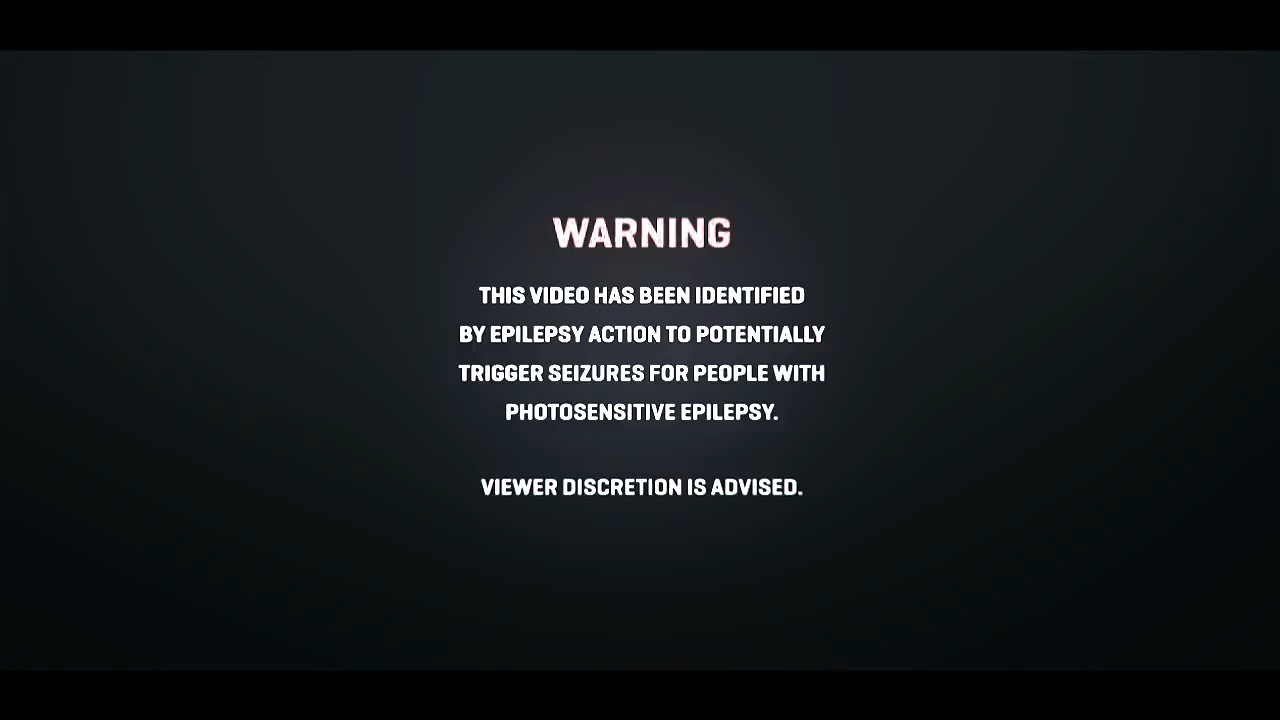 WARNING
THIS VIDEO HAS BEEN IDENTIFIED
BY EPILEPSY ACTION TO POTENTIALLY
TRIGGER SEIZURES FOR PEOPLE WITH
PHOTOSENSITIVE EPILEPSY.
VIEWER DISCRETION IS ADVISED.